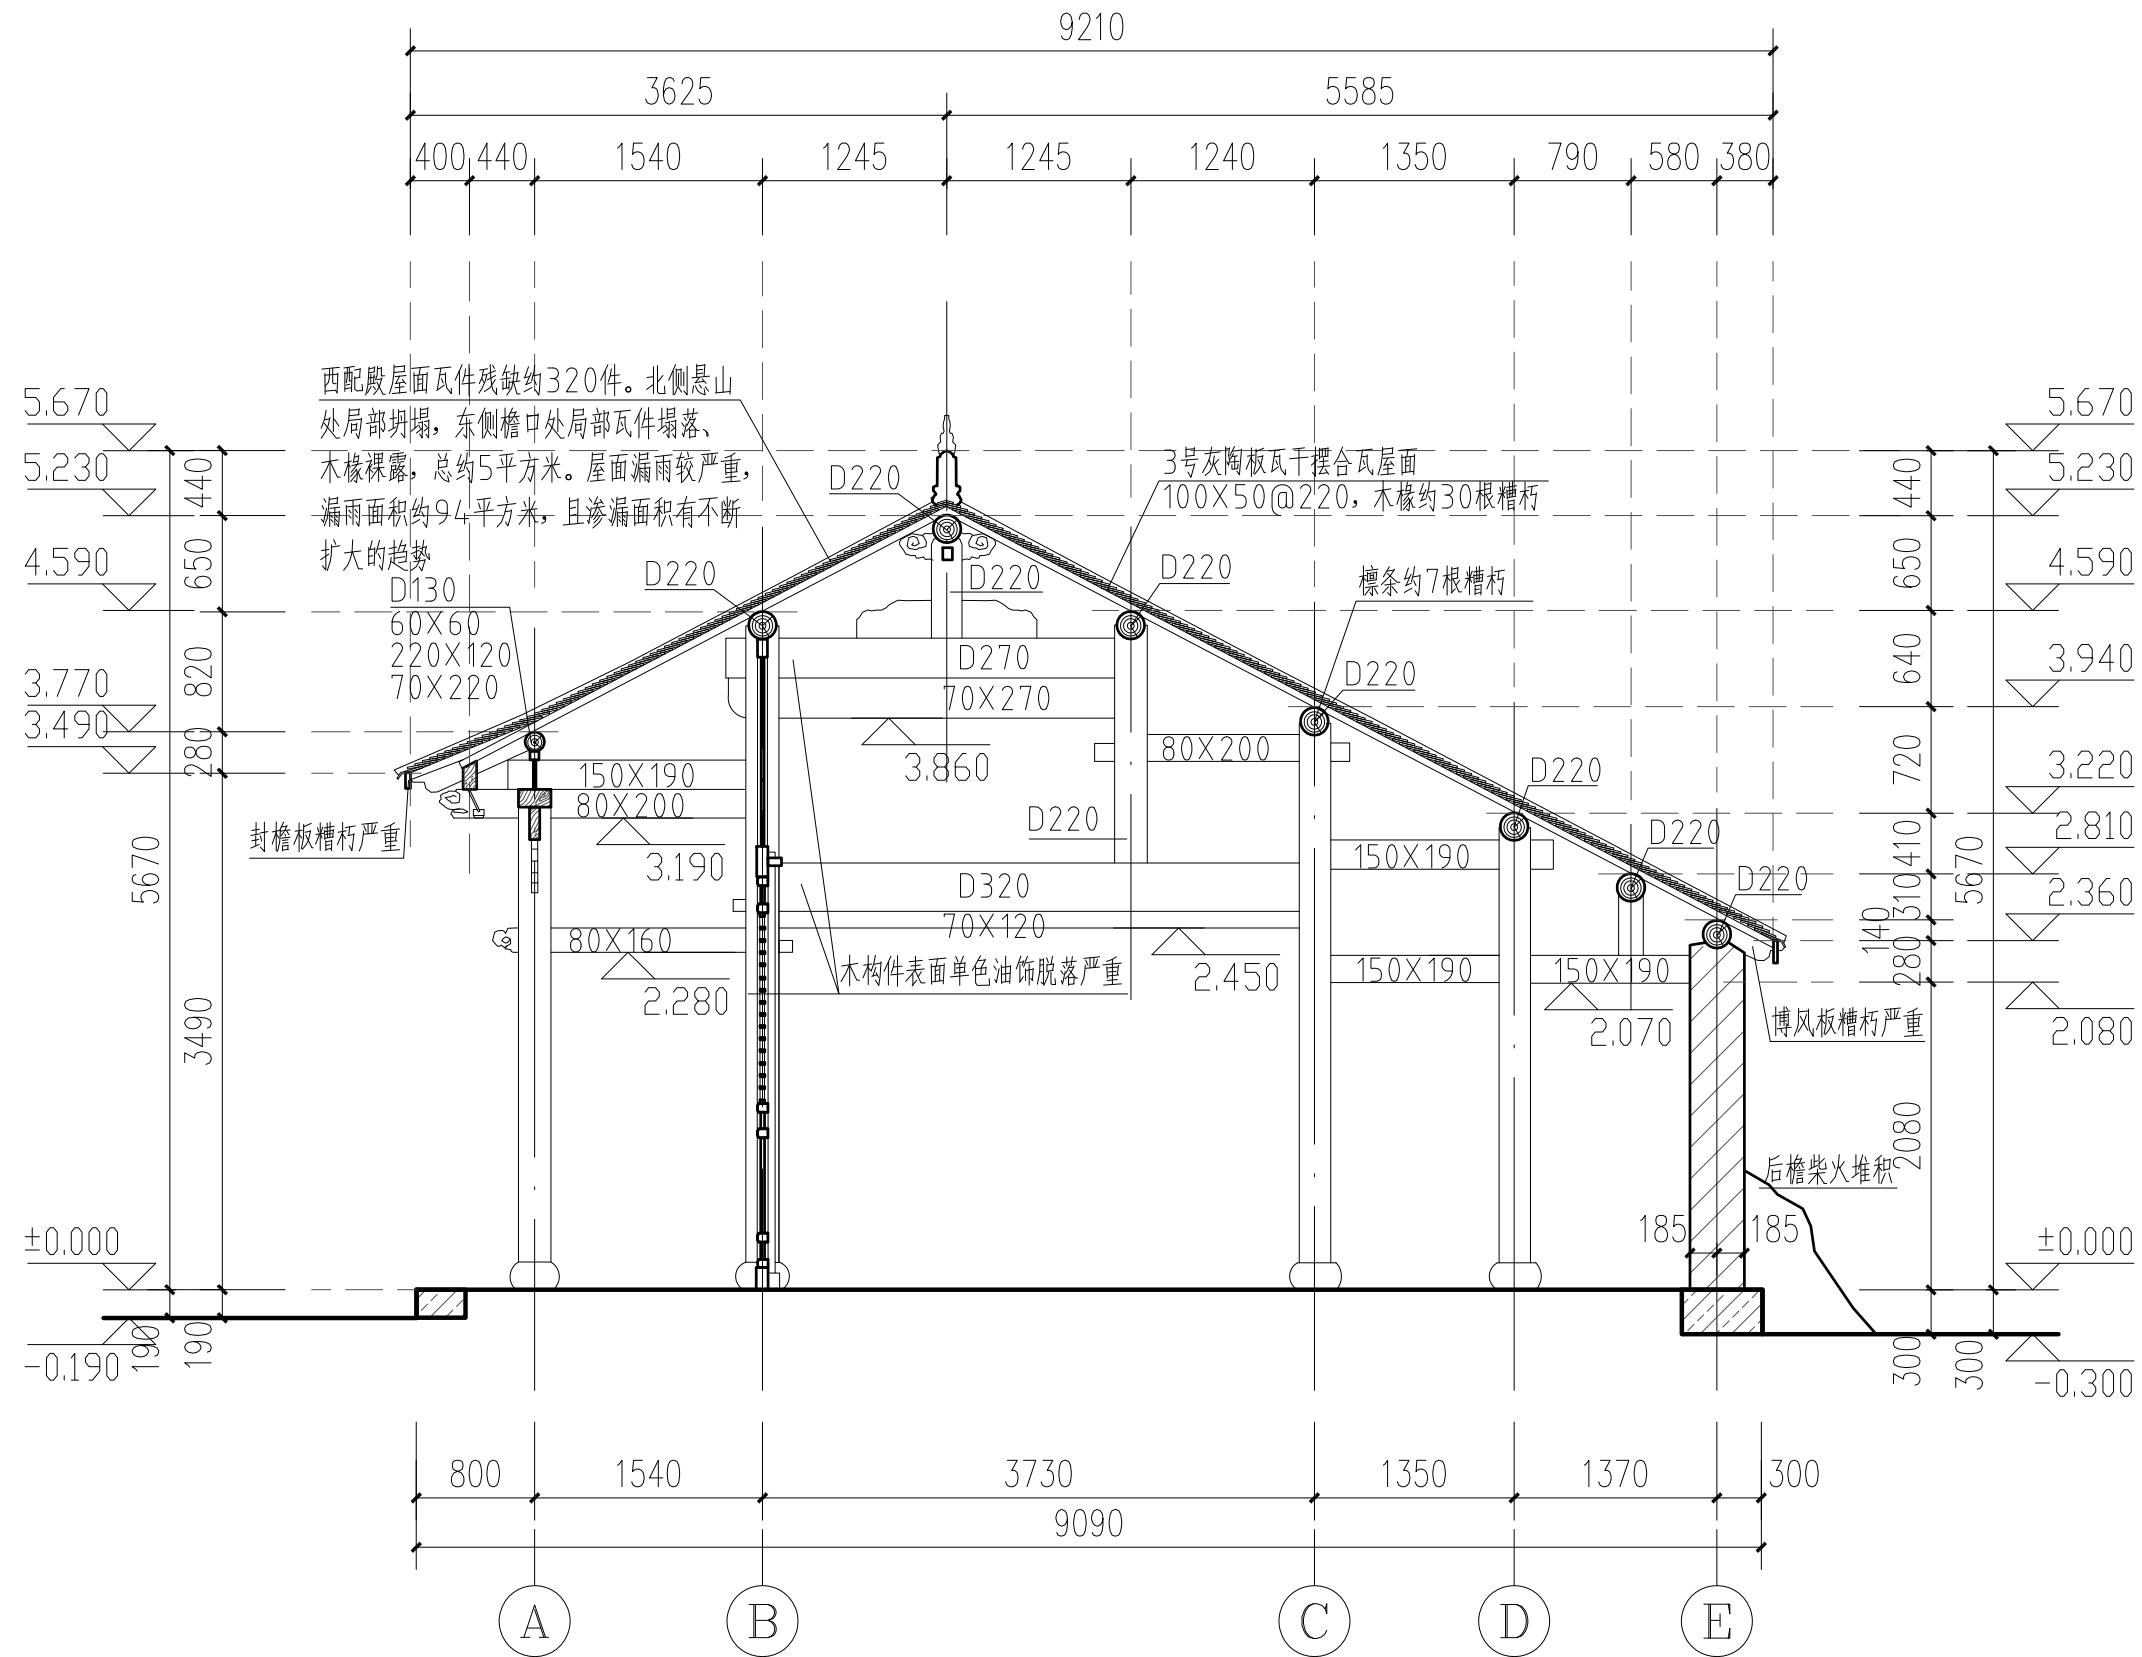 9210
3625 5585
400 440 1540 1245 1245 1240 1350 790 580 380
西配殿屋面瓦件残缺约320件。北侧悬山
处局部坍塌，东侧檐口处局部瓦件塌落、
木椽裸露，总约5平方米。屋面漏雨较严重，
漏雨面积约94平方米，且渗漏面积有不断
扩大的趋势
D130
60X60
220X120
70X220
3号灰陶板瓦干摆合瓦屋面
100X50@220，木椽约30根糟朽
檩条约7根糟朽
D220
D220
D220
D220
D220
D220
D220
D220
D270
70X270
3.860
80X200
150X190
80X200
3.190
D220
D320
70X120
2.450
150X190
150X190
150X190
2.070
80X160
2.280
封檐板糟朽严重
木构件表面单色油饰脱落严重
博风板糟朽严重
后檐柴火堆积
185 185
5.670
5.230
4.590
3.770
3.490
±0.000
-0.190
440
650
820
280
3490
190
5670
190
5.670
5.230
4.590
3.940
3.220
2.810
2.360
2.080
±0.000
-0.300
440
650
640
720
410
310
140
280
2080
300
5670
300
800 1540 3730 1350 1370 300
9090
A B C D E
D220